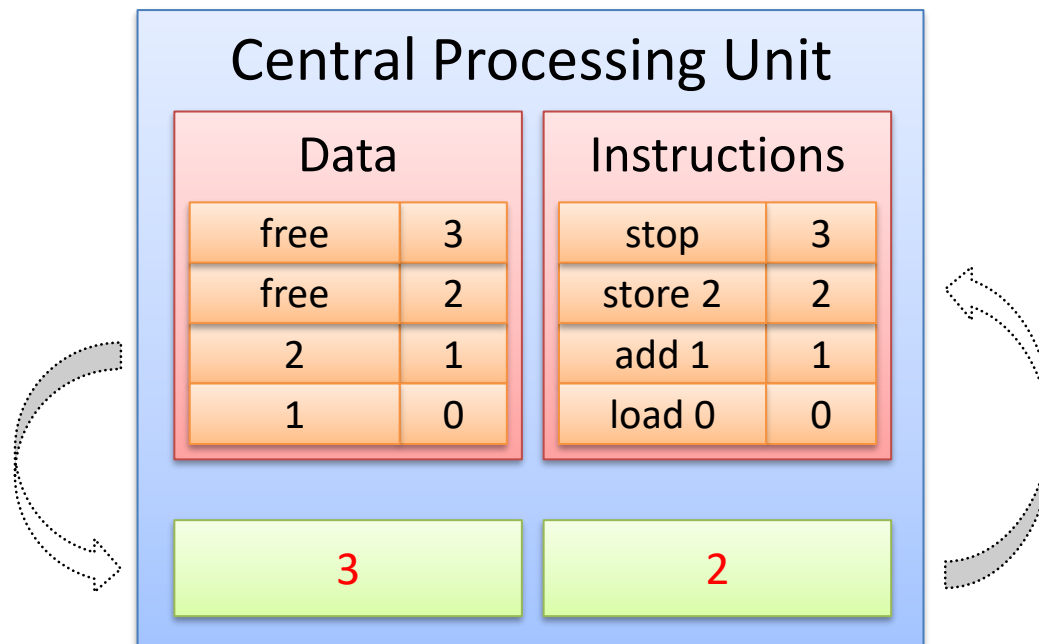 Central Processing Unit
Data
free 3
free 2
2 1
1 0
Instructions
stop 3
store 2 2
add 1 1
load 0 0
3
2